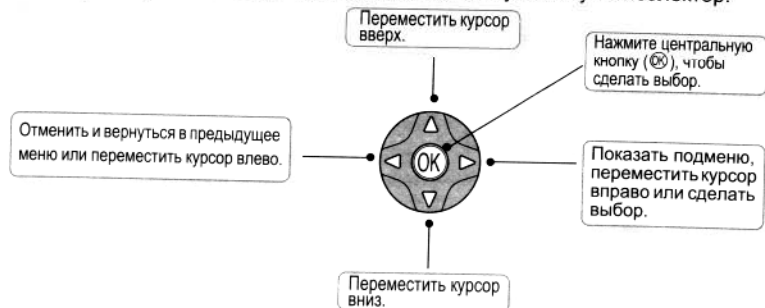 Переместить курсор
вверх.
Нажмите центральную
кнопку (OK), чтобы
сделать выбор.
Отменить и вернуться в предыдущее
меню или переместить курсор влево.
OK
Показать подменю,
переместить курсор
вправо или сделать
выбор.
Переместить курсор
вниз.